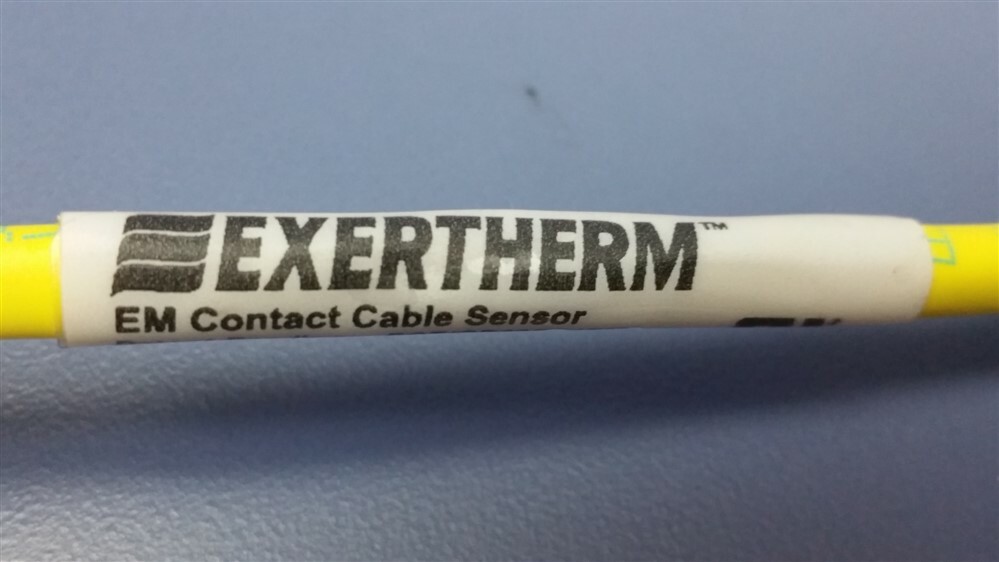 EXERTHERM™
EM Contact Cable Sensor